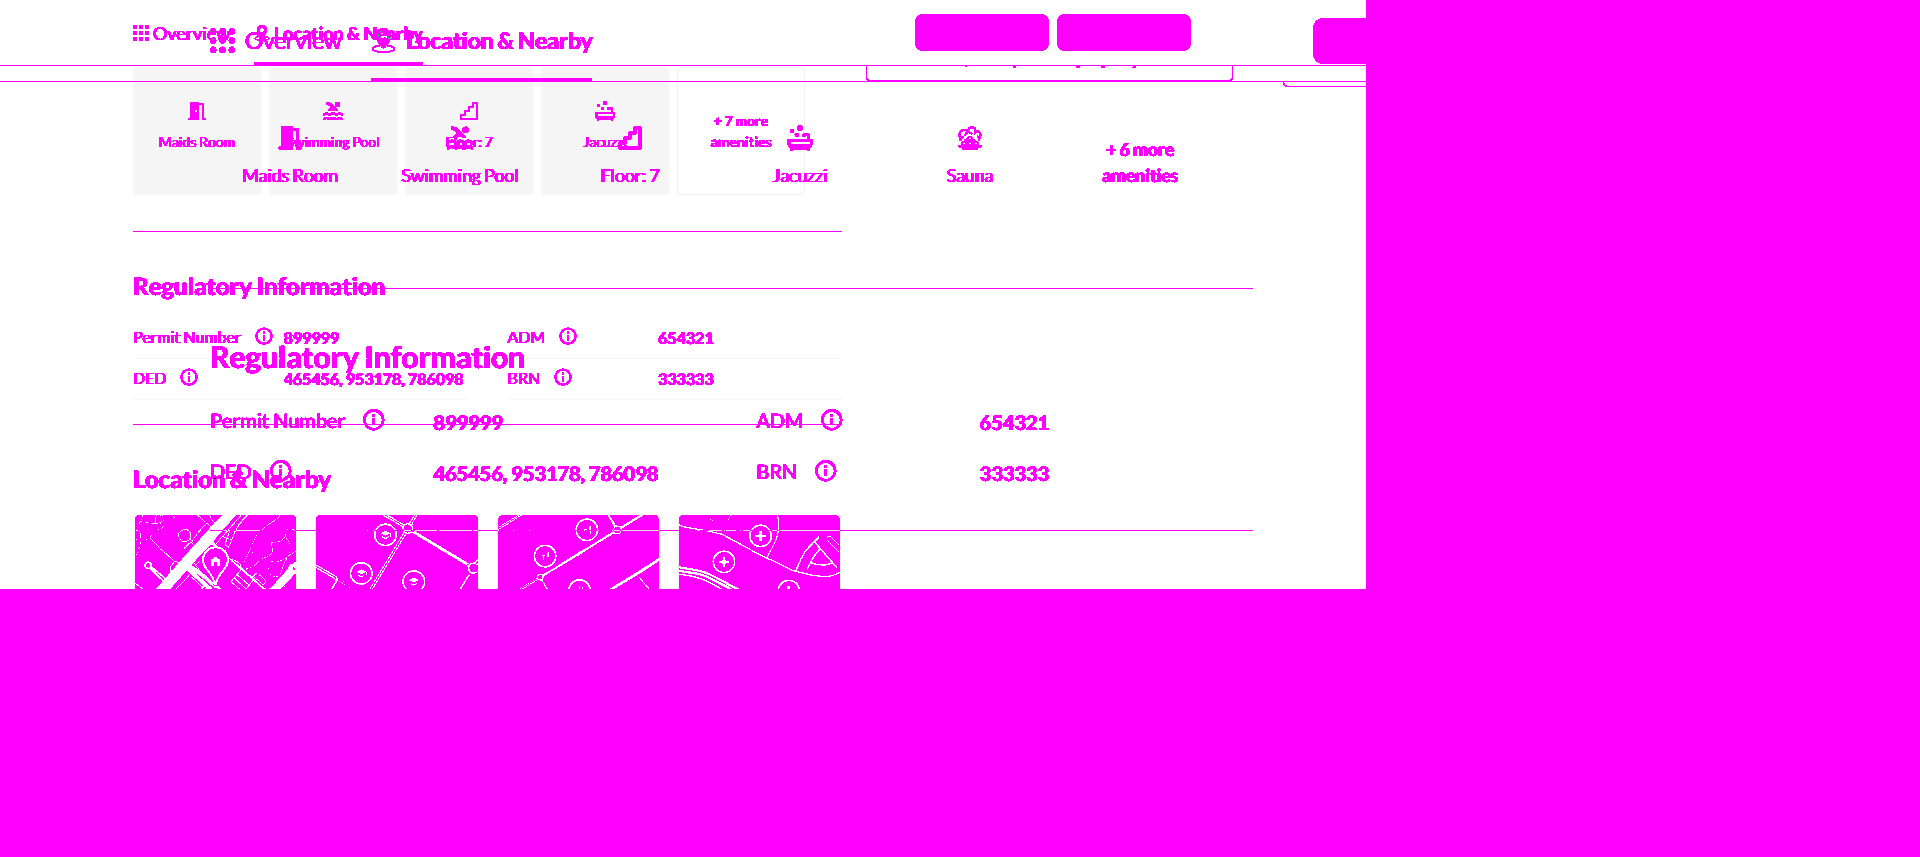 Overview Location & Nearby
Overview Location & Nearby
+ 7 more
amenities
Maids Room Swimming Pool Floor: 7 Jacuzzi
+ 6 more
amenities
Maids Room Swimming Pool Floor: 7 Jacuzzi Sauna
Regulatory Information
Permit Number 899999 ADM 654321
Regulatory Information
DED 465456, 953178, 786098 BRN 333333
Permit Number 899999 ADM 654321
DED 465456, 953178, 786098 BRN 333333
Location & Nearby